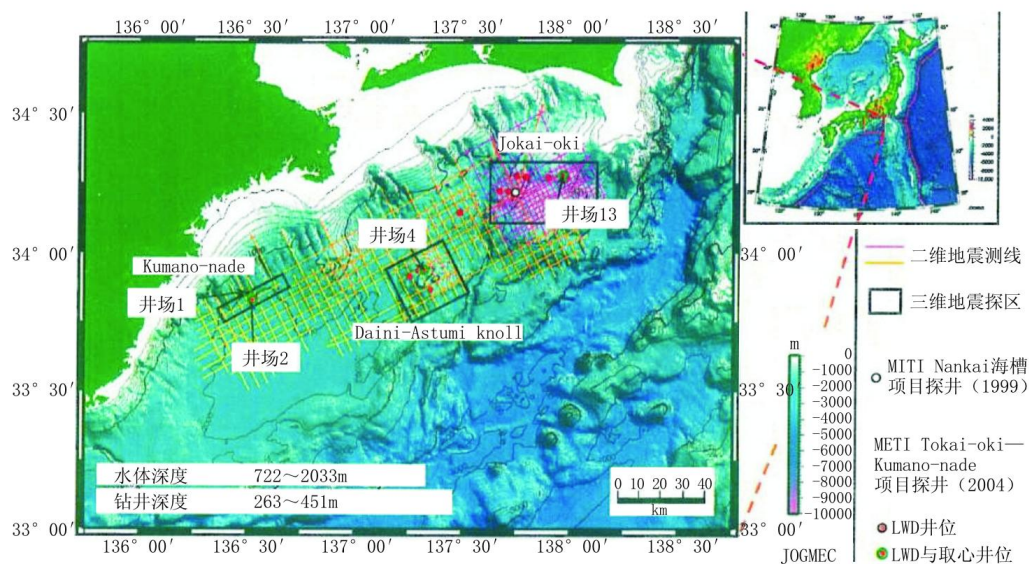 136° 00′
136° 30′
137° 00′
137° 30′
138° 00′
138° 30′
34° 30′
34° 00′
33° 30′
33° 00′
Jokai-oki
井场13
井场4
Kumano-nade
井场1
Daini-Astumi knoll
井场2
水体深度 722～2033m
钻井深度 263～451m
0 10 20 30 40
km
34° 00′
33° 30′
33° 00′
136° 00′
136° 30′
137° 00′
137° 30′
138° 00′
138° 30′
JOGMEC
二维地震测线
三维地震探区
m
0
-1000
-2000
-3000
-4000
-5000
-6000
-7000
-8000
-9000
-10000
MITI Nankai海槽
项目探井（1999）
METI Tokai-oki—
Kumano-nade
项目探井（2004）
LWD井位
LWD与取心井位